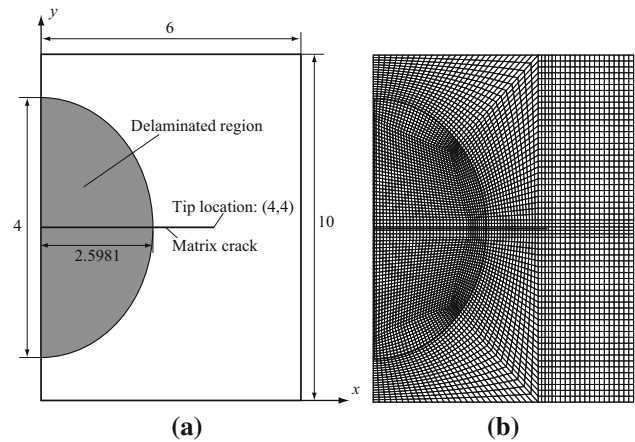 y
6
Delaminated region
Tip location: (4,4)
4
10
Matrix crack
2.5981
x
(a)
(b)